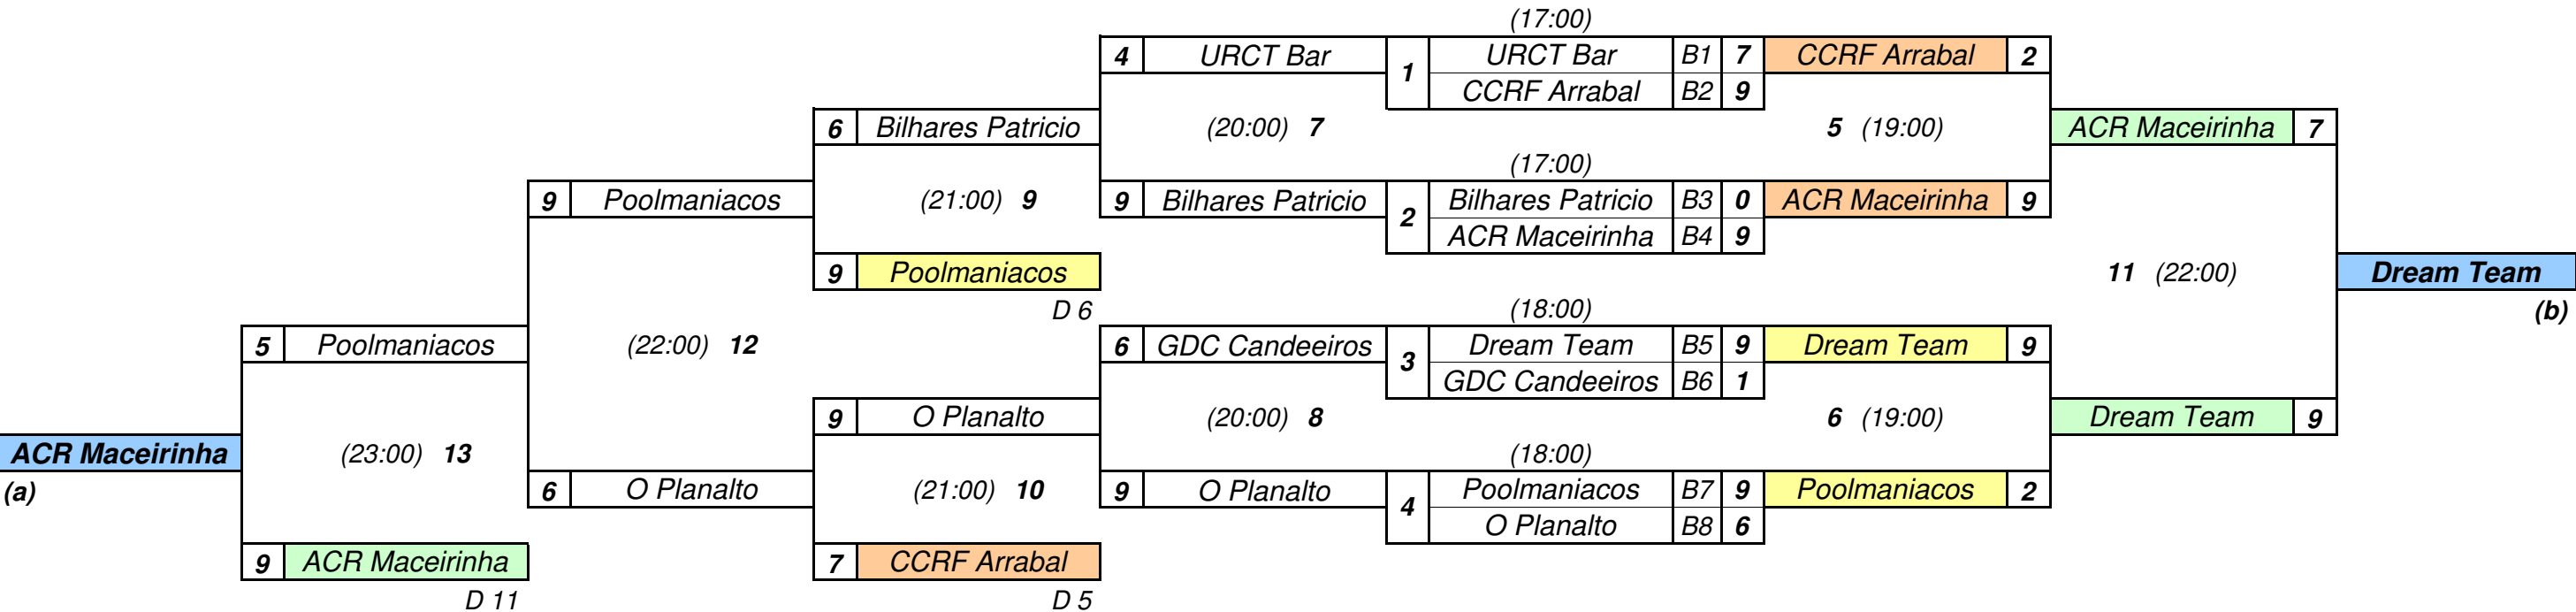 (17:00)
4 URCT Bar 1 URCT Bar B1 7 CCRF Arrabal 2
CCRF Arrabal B2 9
6 Bilhares Patricio (20:00) 7 5 (19:00) ACR Maceirinha 7
(17:00)
9 Poolmaniacos (21:00) 9 9 Bilhares Patricio 2 Bilhares Patricio B3 0 ACR Maceirinha 9
ACR Maceirinha B4 9
9 Poolmaniacos 11 (22:00) Dream Team
D 6 (18:00) (b)
5 Poolmaniacos (22:00) 12 6 GDC Candeeiros 3 Dream Team B5 9 Dream Team 9
GDC Candeeiros B6 1
9 O Planalto (20:00) 8 6 (19:00) Dream Team 9
ACR Maceirinha (23:00) 13 (18:00)
(a) 6 O Planalto (21:00) 10 9 O Planalto 4 Poolmaniacos B7 9 Poolmaniacos 2
O Planalto B8 6
9 ACR Maceirinha 7 CCRF Arrabal
D 11 D 5